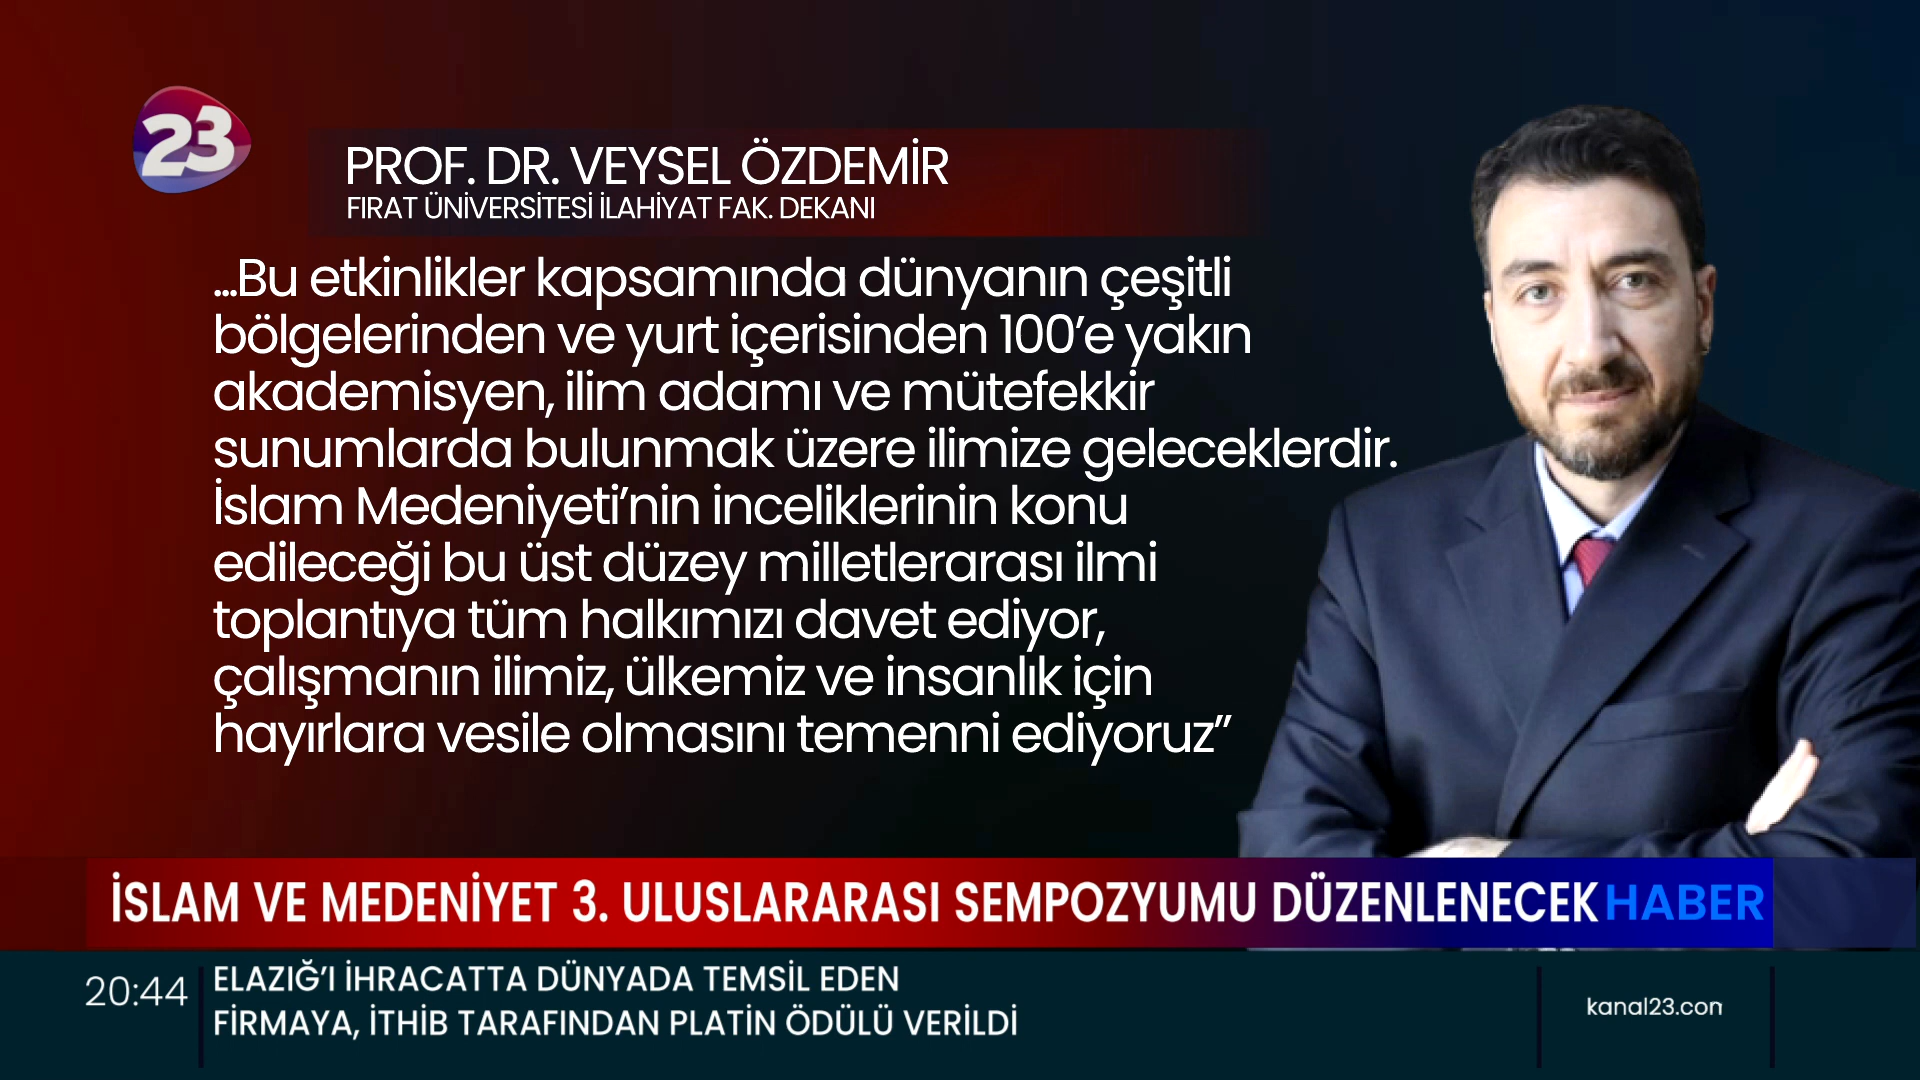 23
PROF. DR. VEYSEL ÖZDEMİR
FIRAT ÜNİVERSİTESİ İLAHİYAT FAK. DEKANI
...Bu etkinlikler kapsamında dünyanın çeşitli
bölgelerinden ve yurt içerisinden 100’e yakın
akademisyen, ilim adamı ve mütefekkir
sunumlarda bulunmak üzere ilimize geleceklerdir.
İslam Medeniyeti’nin inceliklerinin konu
edileceği bu üst düzey milletlerarası ilmi
toplantıya tüm halkımızı davet ediyor,
çalışmanın ilimiz, ülkemiz ve insanlık için
hayırlara vesile olmasını temenni ediyoruz”
İSLAM VE MEDENİYET 3. ULUSLARARASI SEMPOZYUMU DÜZENLENECEK HABER
20:44
ELAZIĞ’I İHRACATTA DÜNYADA TEMSİL EDEN
FİRMAYA, İTHİB TARAFINDAN PLATİN ÖDÜLÜ VERİLDİ
kanal23.com